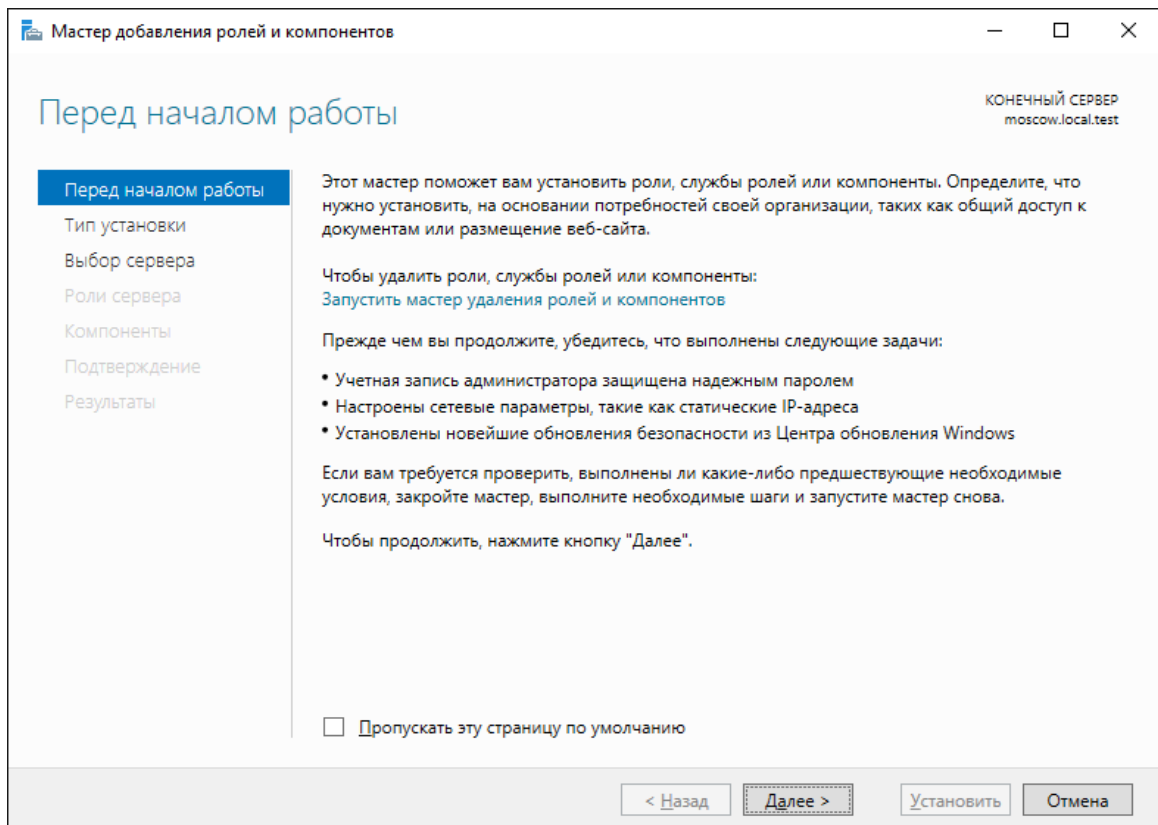 Мастер добавления ролей и компонентов
Перед началом работы
КОНЕЧНЫЙ СЕРВЕР
moscow.local.test
Перед началом работы
Тип установки
Выбор сервера
Роли сервера
Компоненты
Подтверждение
Результаты
Этот мастер поможет вам установить роли, службы ролей или компоненты. Определите, что
нужно установить, на основании потребностей своей организации, таких как общий доступ к
документам или размещение веб-сайта.
Чтобы удалить роли, службы ролей или компоненты:
Запустить мастер удаления ролей и компонентов
Прежде чем вы продолжите, убедитесь, что выполнены следующие задачи:
• Учетная запись администратора защищена надежным паролем
• Настроены сетевые параметры, такие как статические IP-адреса
• Установлены новейшие обновления безопасности из Центра обновления Windows
Если вам требуется проверить, выполнены ли какие-либо предшествующие необходимые
условия, закройте мастер, выполните необходимые шаги и запустите мастер снова.
Чтобы продолжить, нажмите кнопку "Далее".
Пропускать эту страницу по умолчанию
< Назад
Далее >
Установить
Отмена